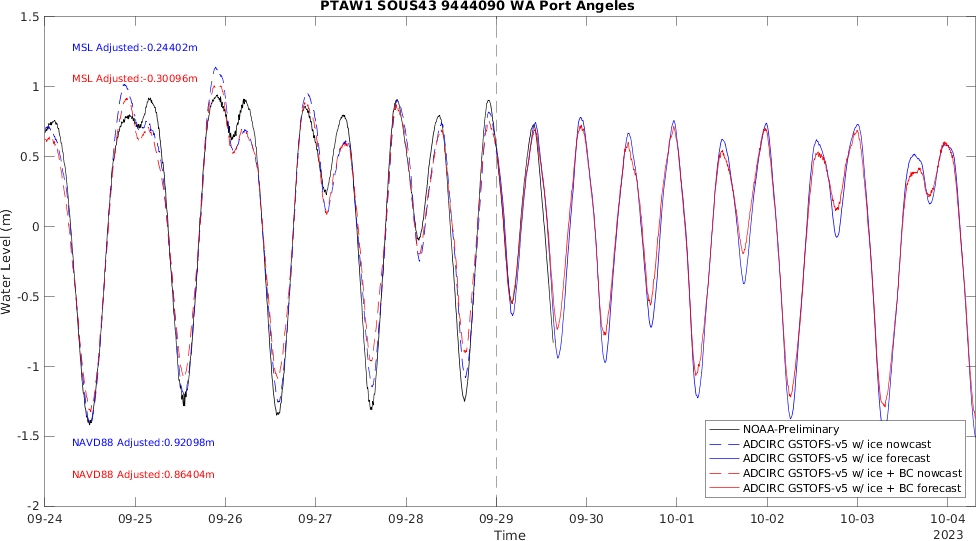 PTAW1 SOUS43 9444090 WA Port Angeles
1.5
1
0.5
0
-0.5
-1
-1.5
-2
Water Level (m)
MSL Adjusted:-0.24402m
MSL Adjusted:-0.30096m
NAVD88 Adjusted:0.92098m
NAVD88 Adjusted:0.86404m
NOAA-Preliminary
ADCIRC GSTOFS-v5 w/ ice nowcast
ADCIRC GSTOFS-v5 w/ ice forecast
ADCIRC GSTOFS-v5 w/ ice + BC nowcast
ADCIRC GSTOFS-v5 w/ ice + BC forecast
09-24 09-25 09-26 09-27 09-28 09-29 09-30 10-01 10-02 10-03 10-04
Time 2023